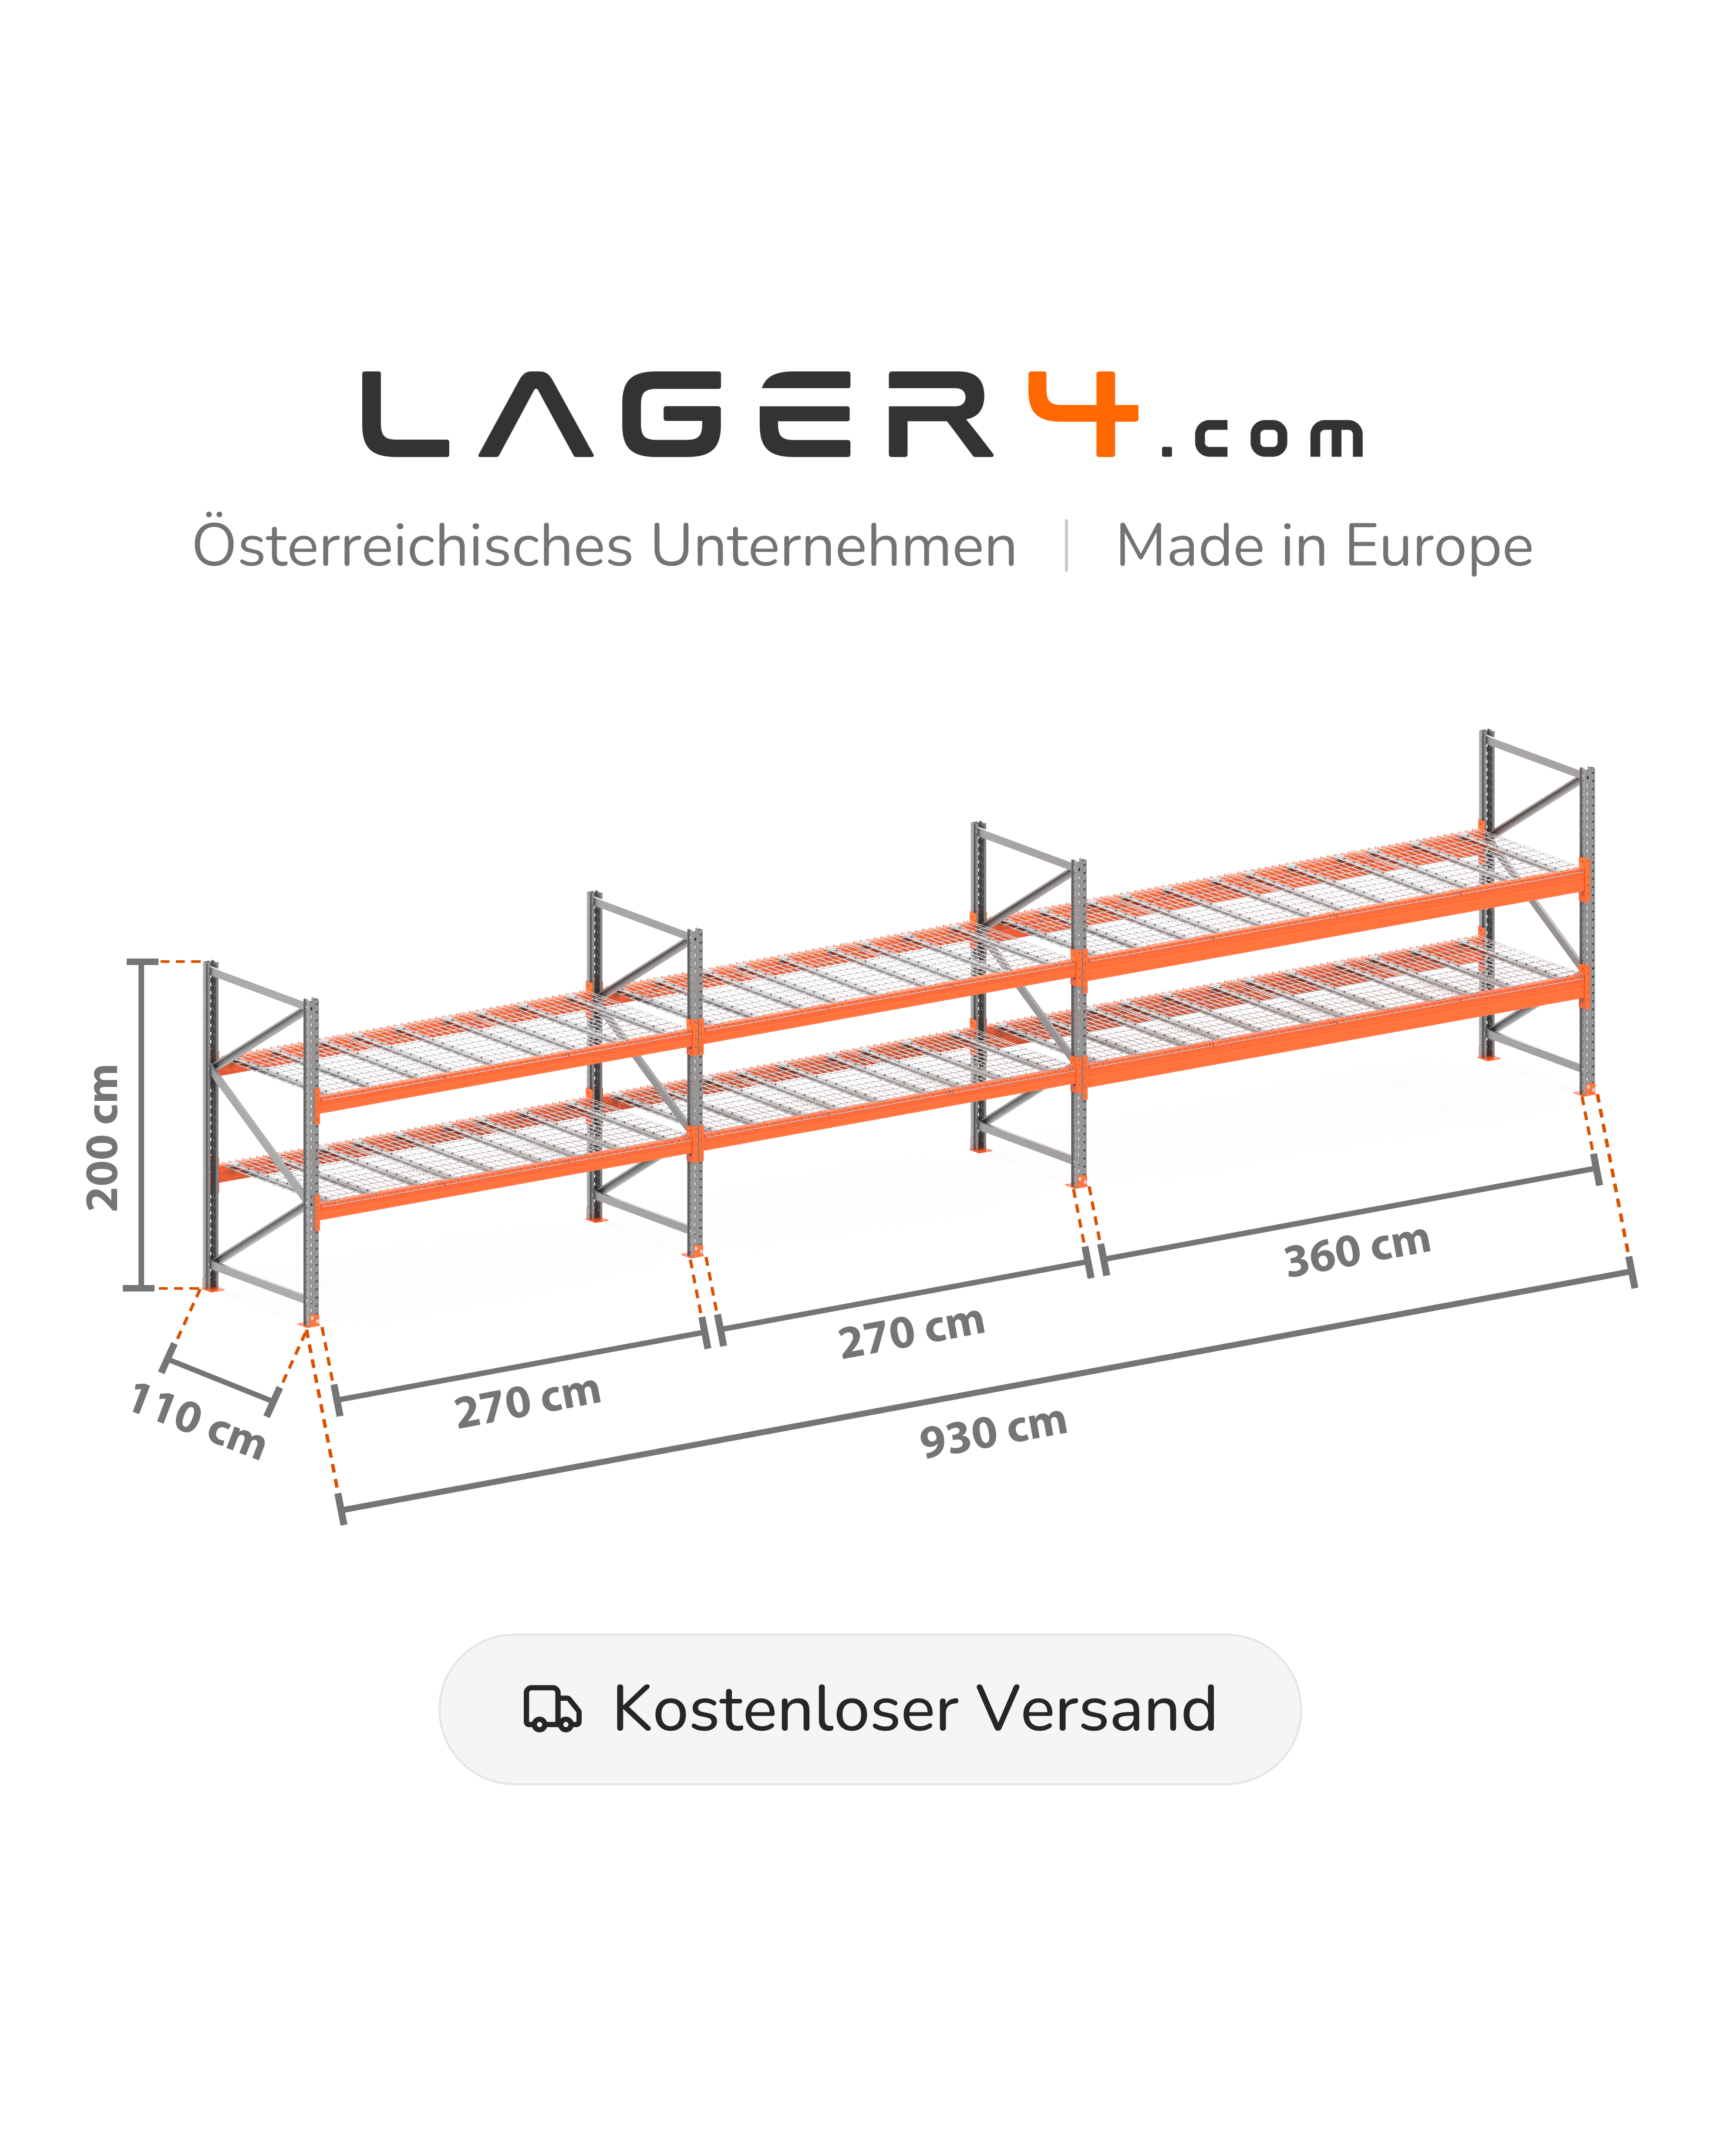 LAGER4.com
Österreichisches Unternehmen | Made in Europe
200 cm
110 cm
270 cm
270 cm
360 cm
930 cm
Kostenloser Versand